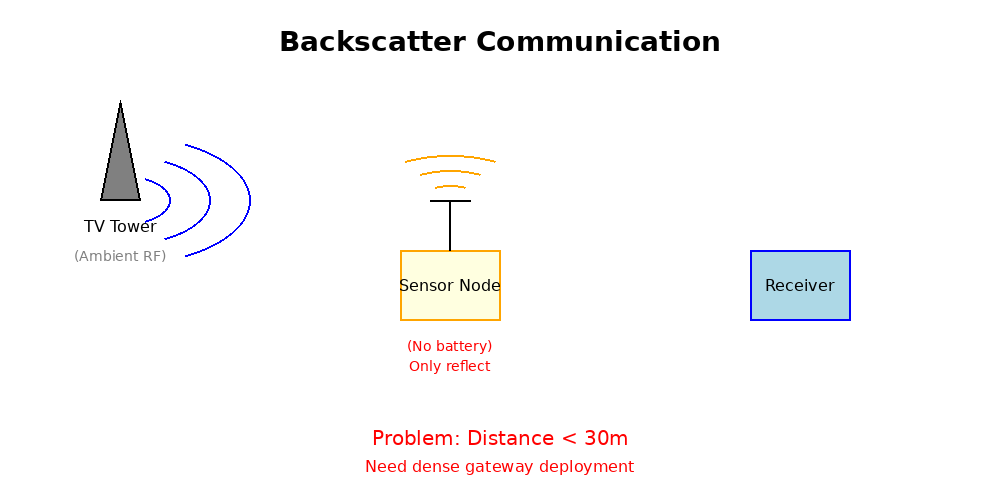 Backscatter Communication
TV Tower
(Ambient RF)
Sensor Node
Receiver
(No battery)
Only reflect
Problem: Distance < 30m
Need dense gateway deployment